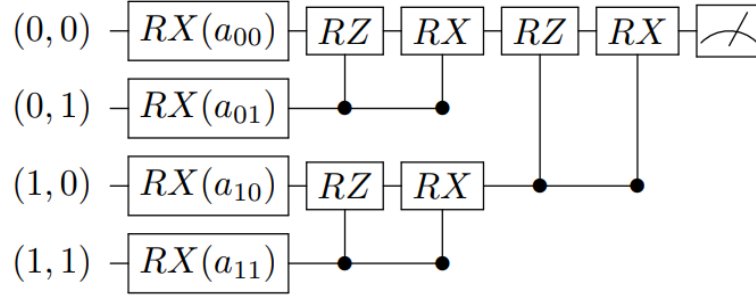 (0,0) RX(a₀₀) RZ RX RZ RX
(0,1) RX(a₀₁)
(1,0) RX(a₁₀) RZ RX
(1,1) RX(a₁₁)